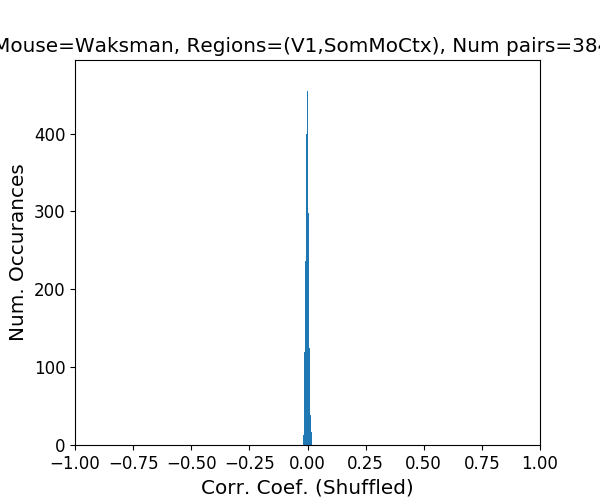 Mouse=Waksman, Regions=(V1,SomMoCtx), Num pairs=384
Num. Occurances
400
300
200
100
0
−1.00 −0.75 −0.50 −0.25 0.00 0.25 0.50 0.75 1.00
Corr. Coef. (Shuffled)